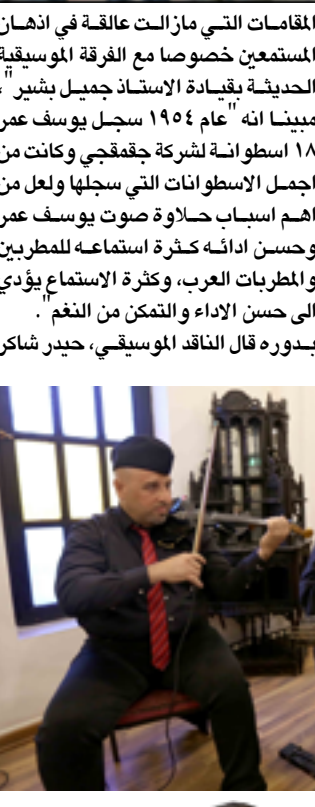 المقامات التي مازالت عالقة في اذهان
المستمعين خصوصا مع الفرقة الموسيقية
الحديثة بقيادة الاستاذ جميل بشير"،
مبينا انه "عام ١٩٥٤ سجل يوسف عمر
١٨ اسطوانة لشركة جقمقجي وكانت من
اجمل الاسطوانات التي سجلها ولعل من
اهم اسباب حلاوة صوت يوسف عمر
وحسن ادائه كثرة استماعه للمطربين
والمطربات العرب، وكثرة الاستماع يؤدي
الى حسن الاداء والتمكن من النغم".
بدوره قال الناقد الموسيقي، حيدر شاكر